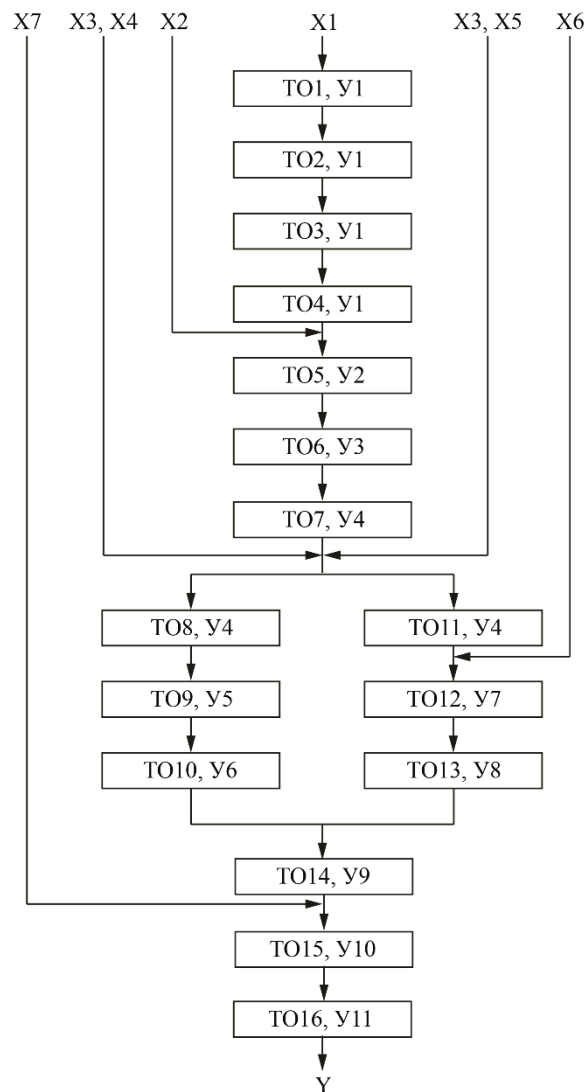 X7 X3, X4 X2 X1 X3, X5 X6
ТО1, У1
ТО2, У1
ТО3, У1
ТО4, У1
ТО5, У2
ТО6, У3
ТО7, У4
ТО8, У4 ТО11, У4
ТО9, У5 ТО12, У7
ТО10, У6 ТО13, У8
ТО14, У9
ТО15, У10
ТО16, У11
Y